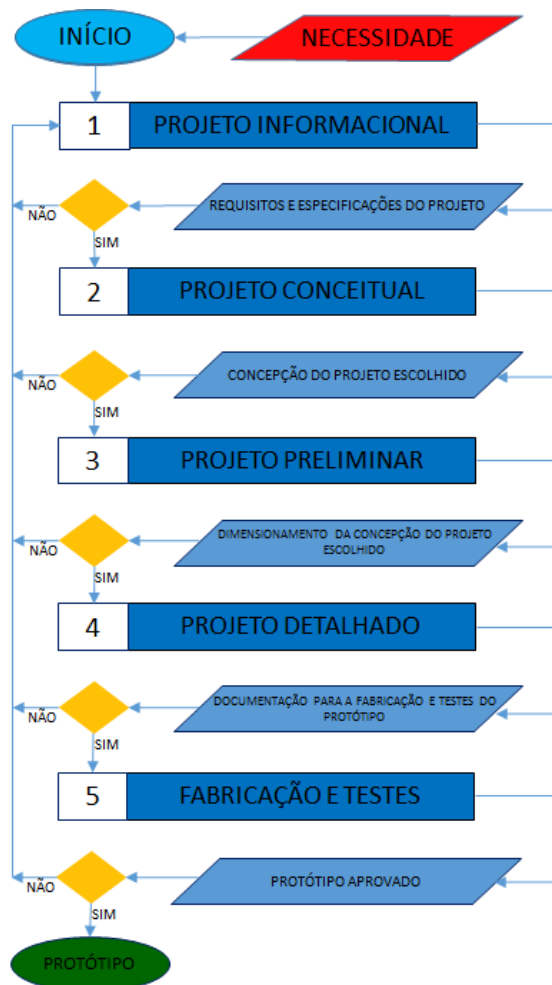 INÍCIO
NECESSIDADE
1
PROJETO INFORMACIONAL
NÃO
REQUISITOS E ESPECIFICAÇÕES DO PROJETO
SIM
2
PROJETO CONCEITUAL
NÃO
CONCEPÇÃO DO PROJETO ESCOLHIDO
SIM
3
PROJETO PRELIMINAR
NÃO
DIMENSIONAMENTO DA CONCEPÇÃO DO PROJETO
ESCOLHIDO
SIM
4
PROJETO DETALHADO
NÃO
DOCUMENTAÇÃO PARA A FABRICAÇÃO E TESTES DO
PROTÓTIPO
SIM
5
FABRICAÇÃO E TESTES
NÃO
PROTÓTIPO APROVADO
SIM
PROTÓTIPO